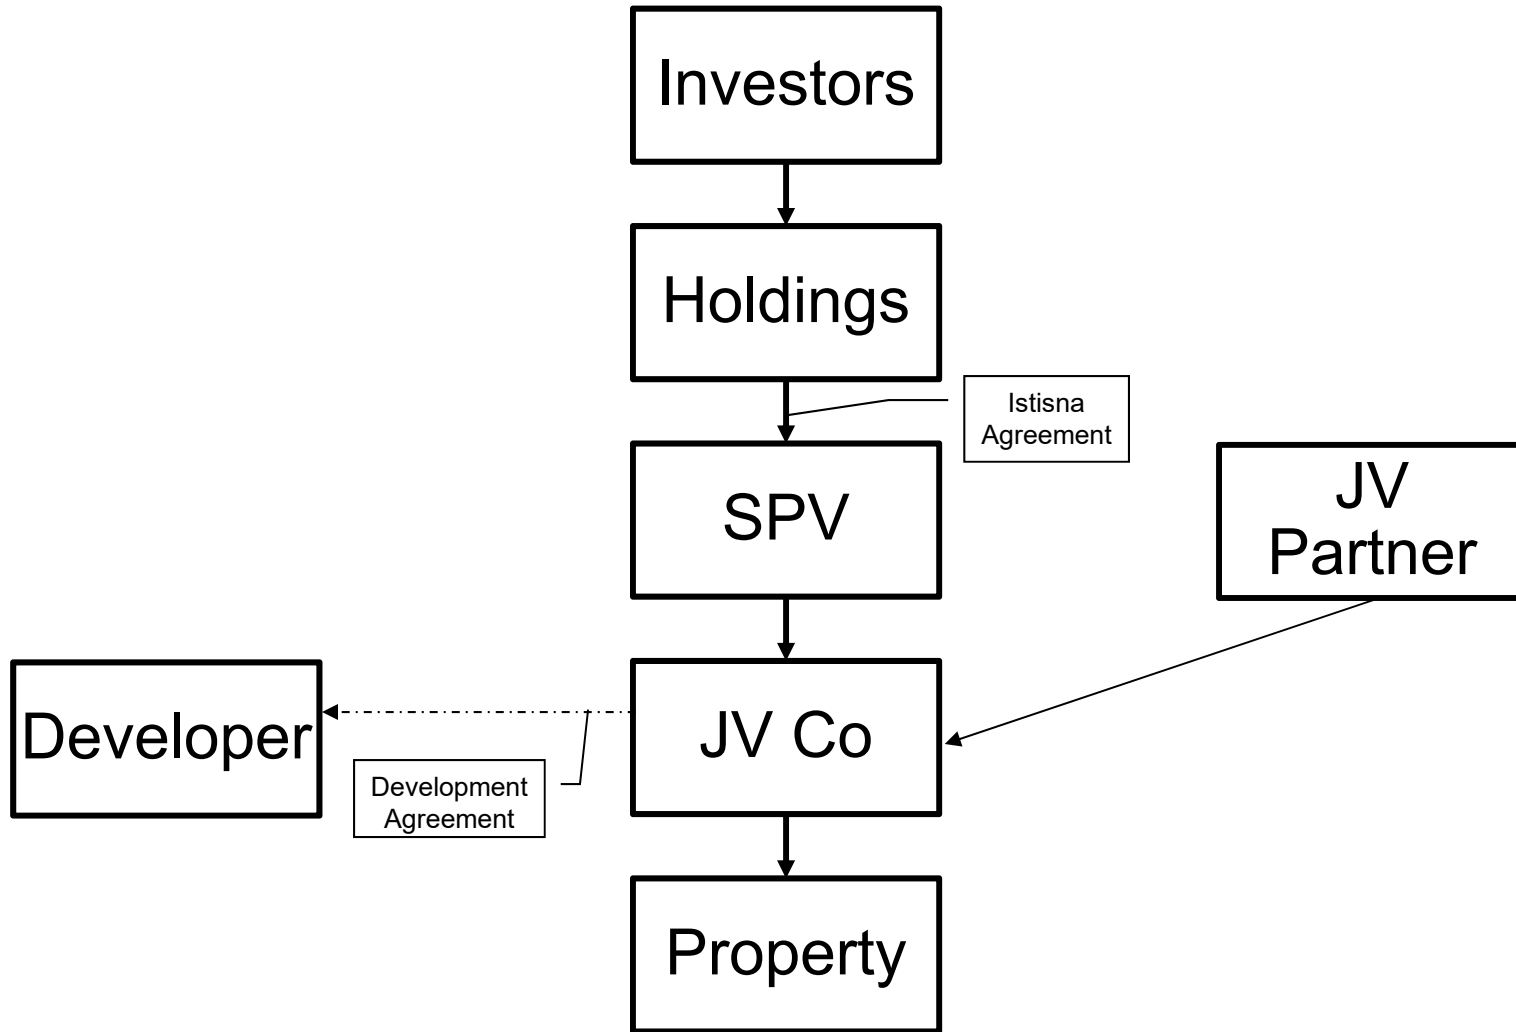 Investors
Holdings
Istisna
Agreement
SPV
JV
Partner
Developer
JV Co
Development
Agreement
Property